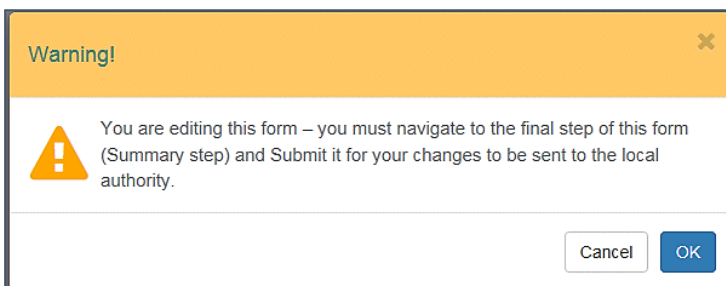 Warning!
You are editing this form – you must navigate to the final step of this form
(Summary step) and Submit it for your changes to be sent to the local
authority.
Cancel OK